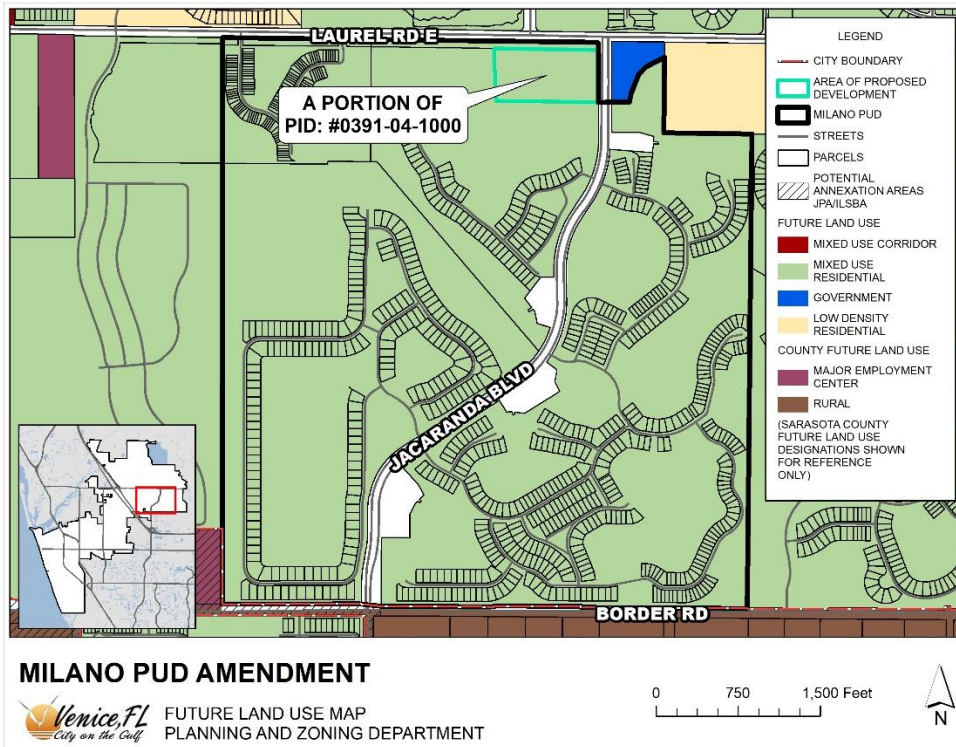 LAUREL RD E
A PORTION OF
PID: #0391-04-1000
JACARANDA BLVD
BORDER RD
LEGEND
CITY BOUNDARY
AREA OF PROPOSED
DEVELOPMENT
MILANO PUD
STREETS
PARCELS
POTENTIAL
ANNEXATION AREAS
JPA/ILSBA
FUTURE LAND USE
MIXED USE CORRIDOR
MIXED USE
RESIDENTIAL
GOVERNMENT
LOW DENSITY
RESIDENTIAL
COUNTY FUTURE LAND USE
MAJOR EMPLOYMENT
CENTER
RURAL
(SARASOTA COUNTY
FUTURE LAND USE
DESIGNATIONS SHOWN
FOR REFERENCE
ONLY)
MILANO PUD AMENDMENT
Venice, FL
City on the Gulf
FUTURE LAND USE MAP
PLANNING AND ZONING DEPARTMENT
0 750 1,500 Feet
N